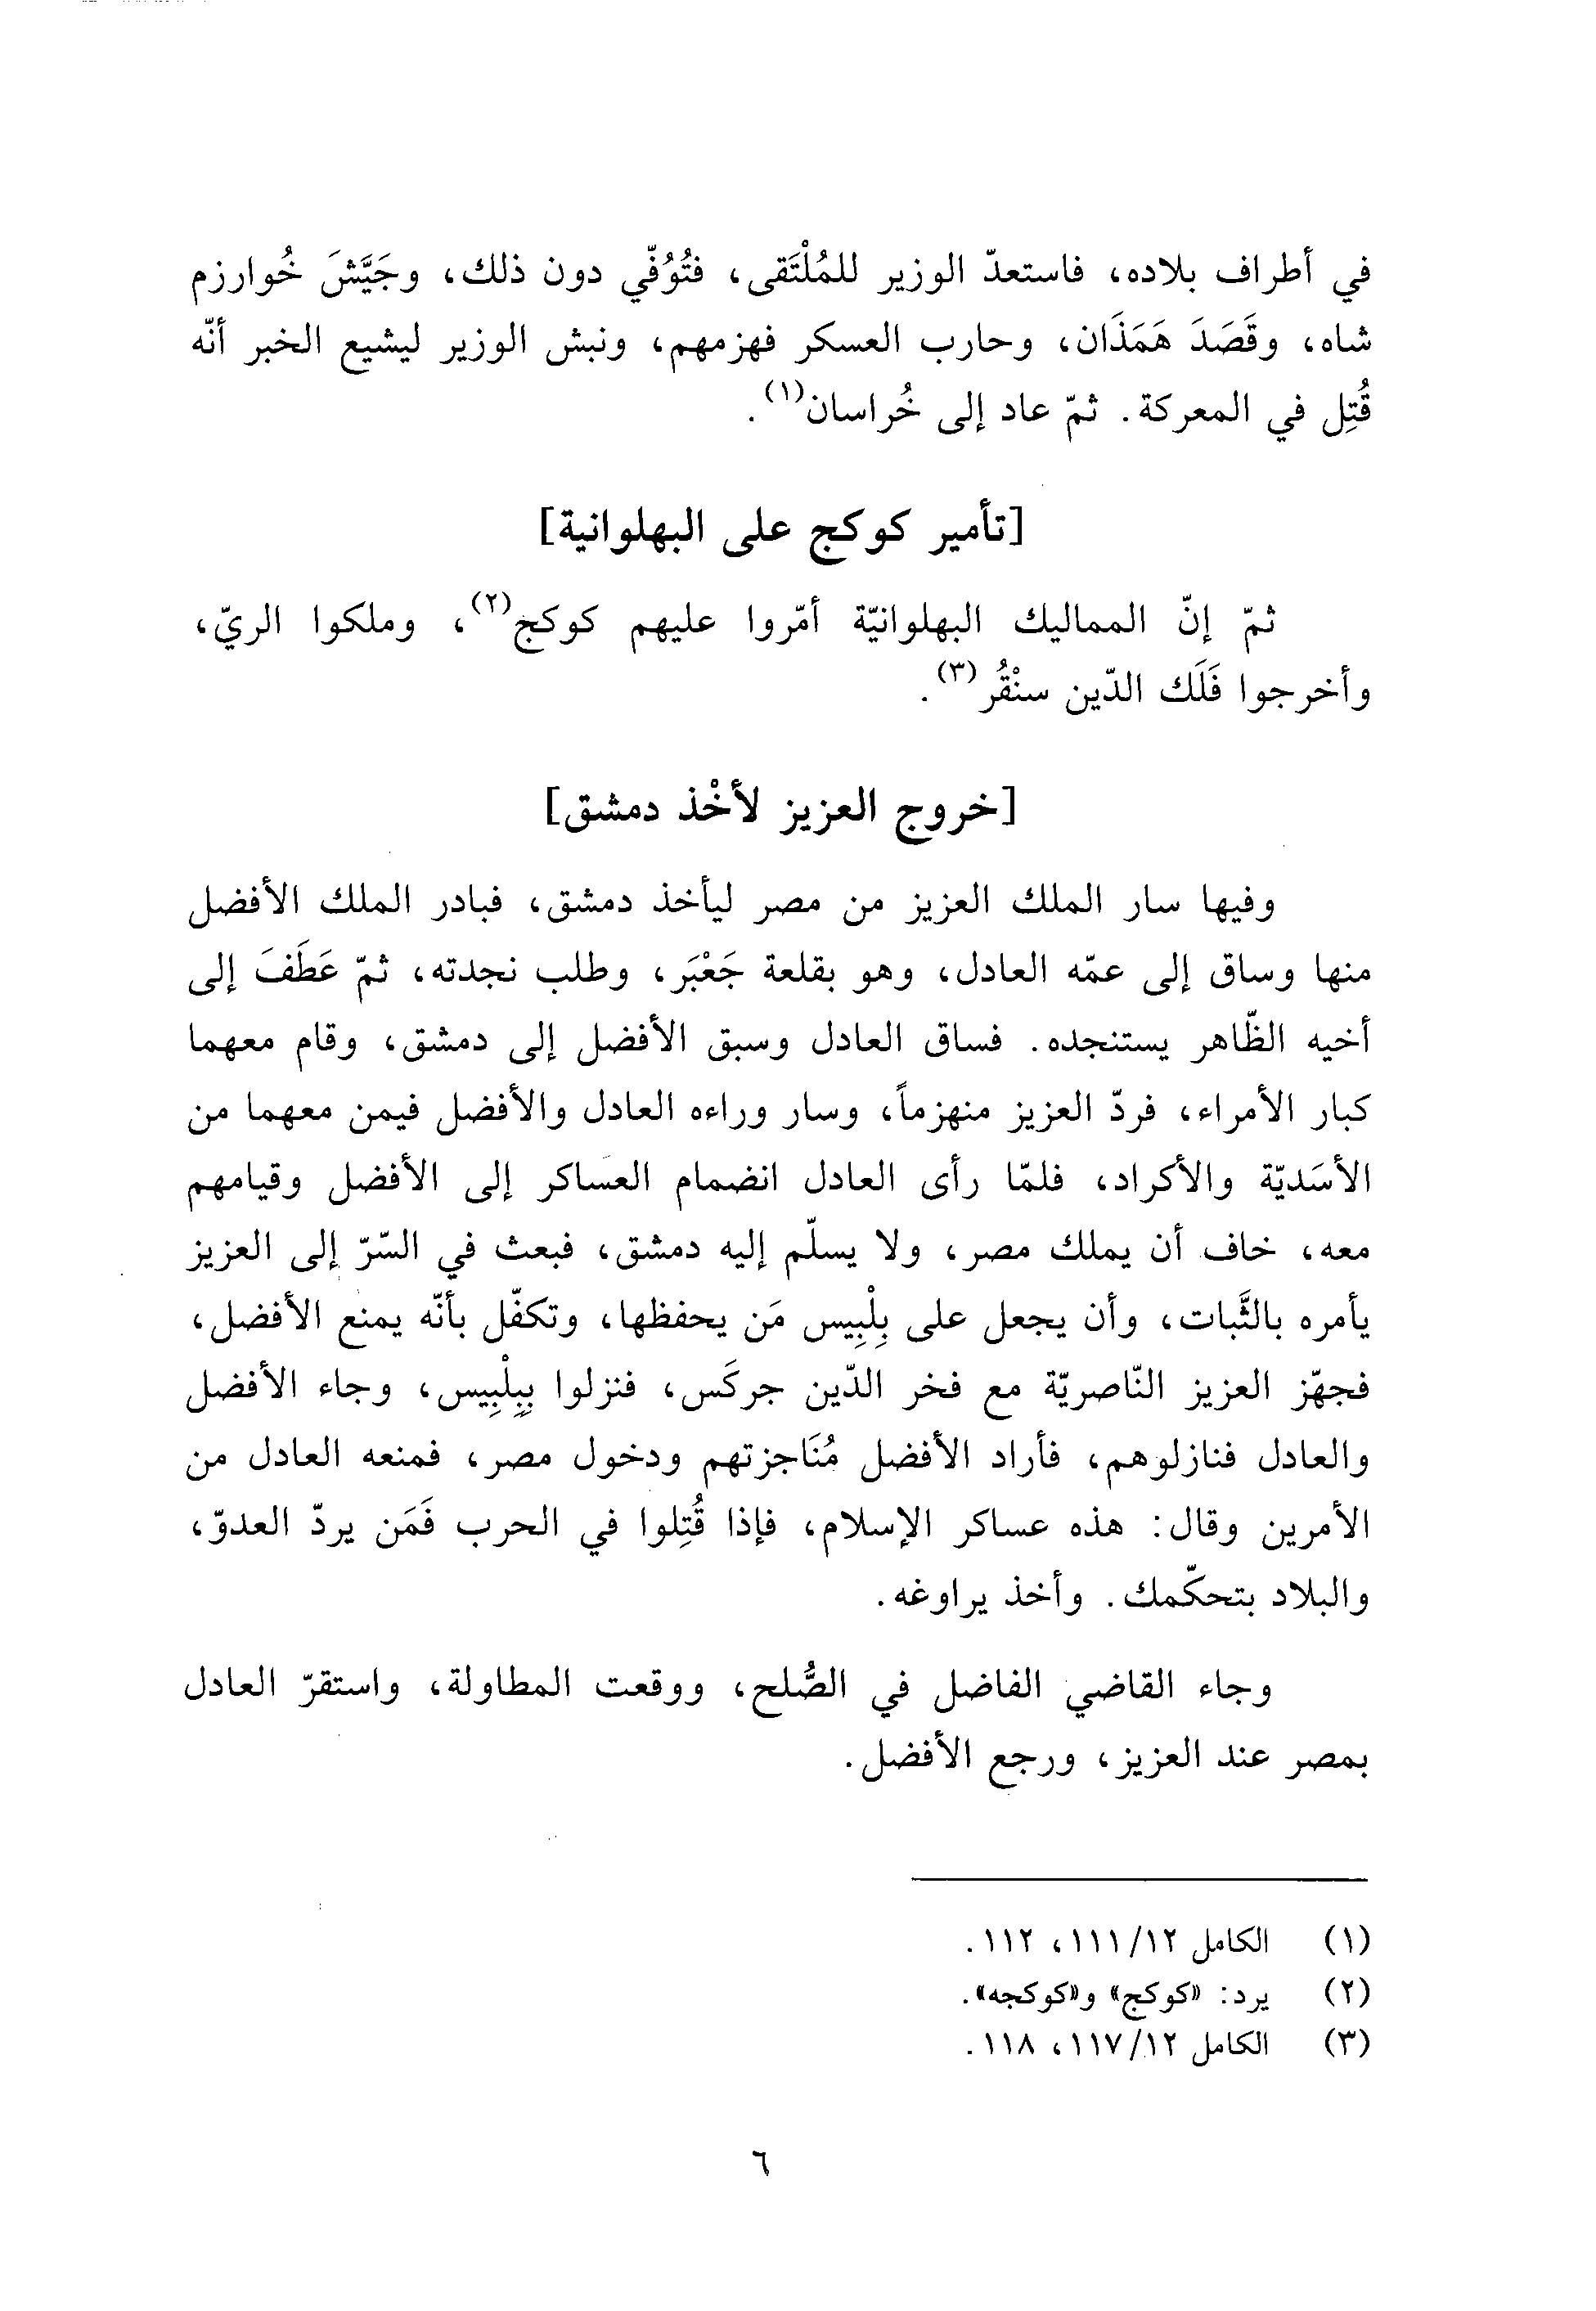 في أطراف بلاده، فاستعدّ الوزير للمُلْتَقى، فتُوُفّي دون ذلك، وجَيَّشَ خُوارزم
شاه، وقَصَدَ هَمَذَان، وحارب العسكر فهزمهم، ونبش الوزير ليشيع الخبر أنّه
قُتِل في المعركة. ثمّ عاد إلى خُراسان(١).
[تأمير كوكج على البهلوانية]
ثمّ إنّ المماليك البهلوانيّة أمّروا عليهم كوكج(٢)، وملكوا الريّ،
وأخرجوا فَلَك الدّين سنْقُر(٣).
[خروج العزيز لأخْذ دمشق]
وفيها سار الملك العزيز من مصر ليأخذ دمشق، فبادر الملك الأفضل
منها وساق إلى عمّه العادل، وهو بقلعة جَعْبَر، وطلب نجدته، ثمّ عَطَفَ إلى
أخيه الظّاهر يستنجده. فساق العادل وسبق الأفضل إلى دمشق، وقام معهما
كبار الأمراء، فردّ العزيز منهزماً، وسار وراءه العادل والأفضل فيمن معهما من
الأسَديّة والأكراد، فلمّا رأى العادل انضمام العساكر إلى الأفضل وقيامهم
معه، خاف أن يملك مصر، ولا يسلّم إليه دمشق، فبعث في السّرّ إلى العزيز
يأمره بالثَّبات، وأن يجعل على بِلْبِيس مَن يحفظها، وتكفّل بأنّه يمنع الأفضل،
فجهّز العزيز النّاصريّة مع فخر الدّين جركَس، فنزلوا بِبِلْبِيس، وجاء الأفضل
والعادل فنازلوهم، فأراد الأفضل مُنَاجزتهم ودخول مصر، فمنعه العادل من
الأمرين وقال: هذه عساكر الإسلام، فإذا قُتِلوا في الحرب فَمَن يردّ العدوّ،
والبلاد بتحكّمك. وأخذ يراوغه.
وجاء القاضي الفاضل في الصُّلح، ووقعت المطاولة، واستقرّ العادل
بمصر عند العزيز، ورجع الأفضل.
(١) الكامل ١١١/١٢، ١١٢.
(٢) يرد: «كوكج» و«كوكجه».
(٣) الكامل ١١٧/١٢، ١١٨.
٦